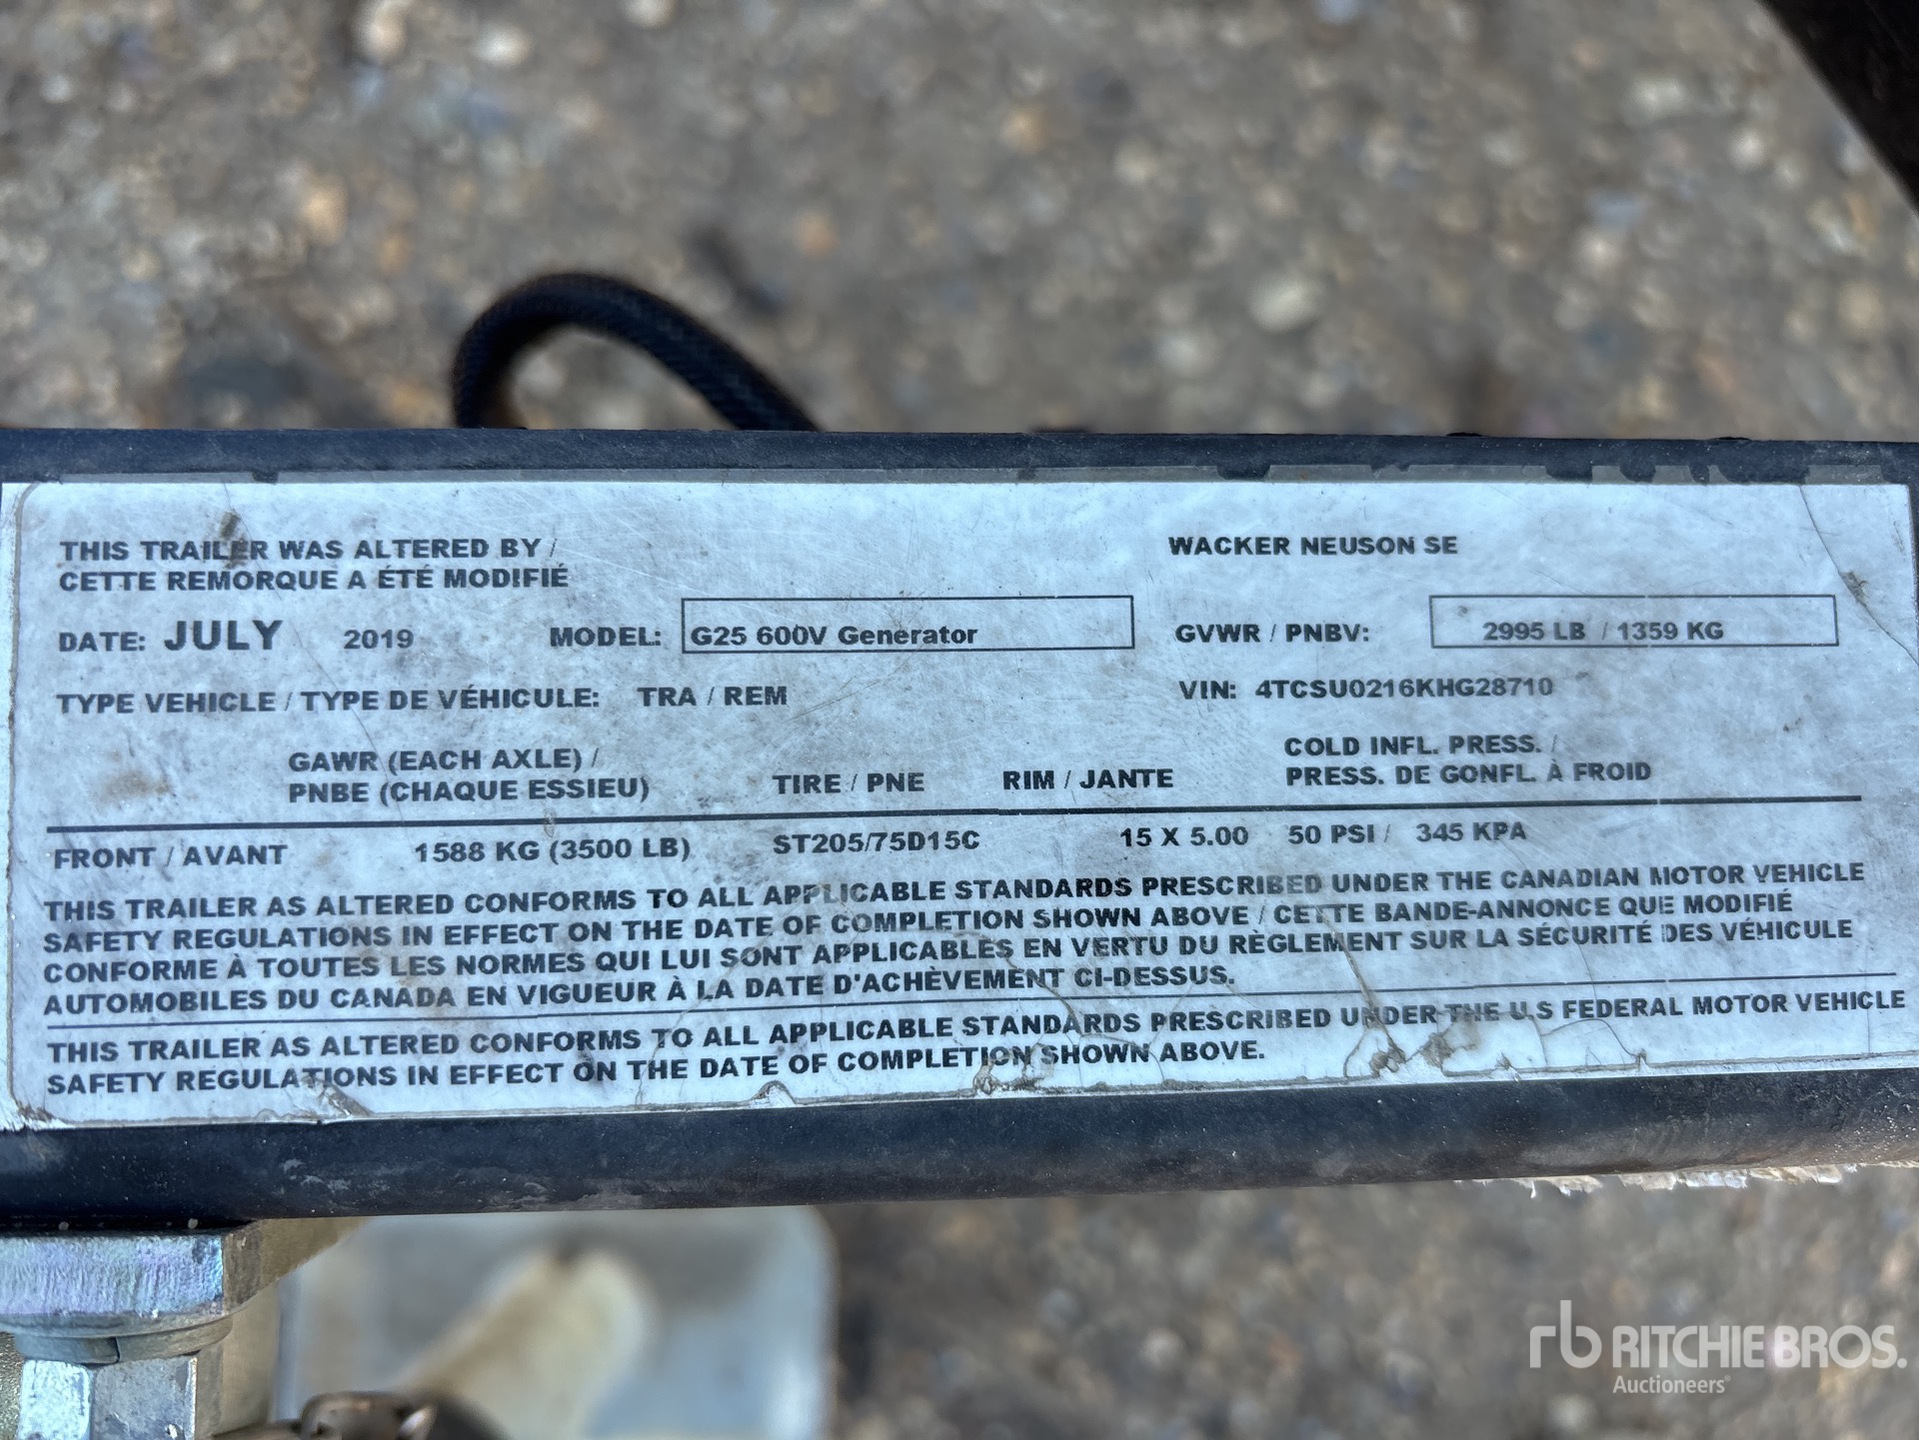 THIS TRAILER WAS ALTERED BY / WACKER NEUSON SE
CETTE REMORQUE A ÉTÉ MODIFIÉ
DATE: JULY 2019 MODEL: G25 600V Generator GVWR / PNBV: 2995 LB / 1359 KG
TYPE VEHICLE / TYPE DE VÉHICULE: TRA / REM VIN: 4TCSU0216KHG28710
GAWR (EACH AXLE) / COLD INFL. PRESS. /
PNBE (CHAQUE ESSIEU) TIRE / PNE RIM / JANTE PRESS. DE GONFL. À FROID
FRONT / AVANT 1588 KG (3500 LB) ST205/75D15C 15 X 5.00 50 PSI / 345 KPA
THIS TRAILER AS ALTERED CONFORMS TO ALL APPLICABLE STANDARDS PRESCRIBED UNDER THE CANADIAN MOTOR VEHICLE
SAFETY REGULATIONS IN EFFECT ON THE DATE OF COMPLETION SHOWN ABOVE / CETTE BANDE-ANNONCE QUE MODIFIÉ
CONFORME À TOUTES LES NORMES QUI LUI SONT APPLICABLES EN VERTU DU RÈGLEMENT SUR LA SÉCURITÉ DES VÉHICULE
AUTOMOBILES DU CANADA EN VIGUEUR À LA DATE D'ACHÈVEMENT CI-DESSUS.
THIS TRAILER AS ALTERED CONFORMS TO ALL APPLICABLE STANDARDS PRESCRIBED UNDER THE U.S FEDERAL MOTOR VEHICLE
SAFETY REGULATIONS IN EFFECT ON THE DATE OF COMPLETION SHOWN ABOVE.
rb RITCHIE BROS.
Auctioneers